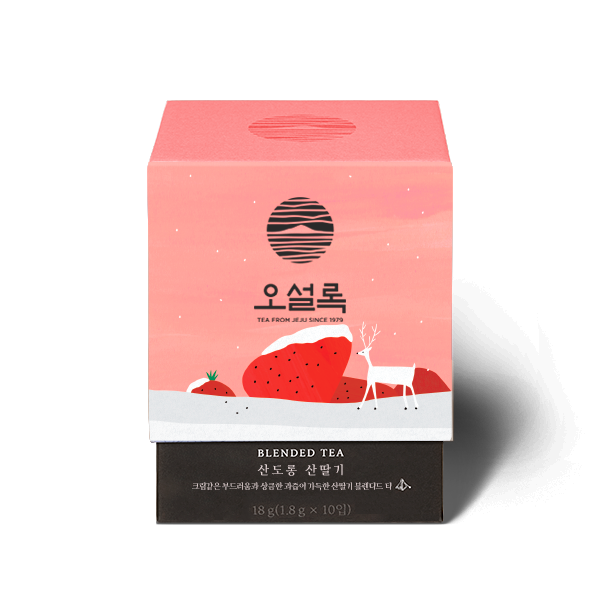 오설록
TEA FROM JEJU SINCE 1979
BLENDED TEA
산도롱 산딸기
크림같은 부드러움과 상큼한 과즙이 가득한 산딸기 블렌디드 티
18 g(1.8 g × 10입)